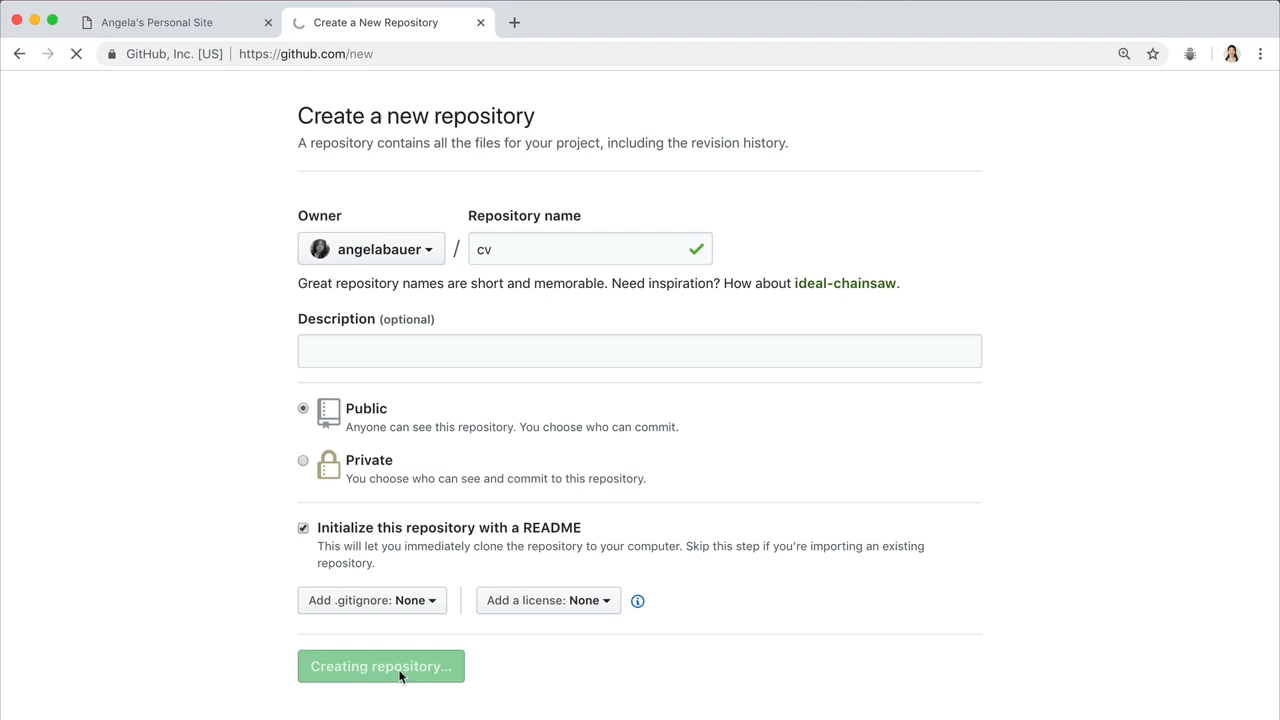 Angela's Personal Site
Create a New Repository
GitHub, Inc. [US] | https://github.com/new
Create a new repository
A repository contains all the files for your project, including the revision history.
Owner
Repository name
angelabauer / cv
Great repository names are short and memorable. Need inspiration? How about ideal-chainsaw.
Description (optional)
Public
Anyone can see this repository. You choose who can commit.
Private
You choose who can see and commit to this repository.
Initialize this repository with a README
This will let you immediately clone the repository to your computer. Skip this step if you’re importing an existing
repository.
Add .gitignore: None
Add a license: None
Creating repository...